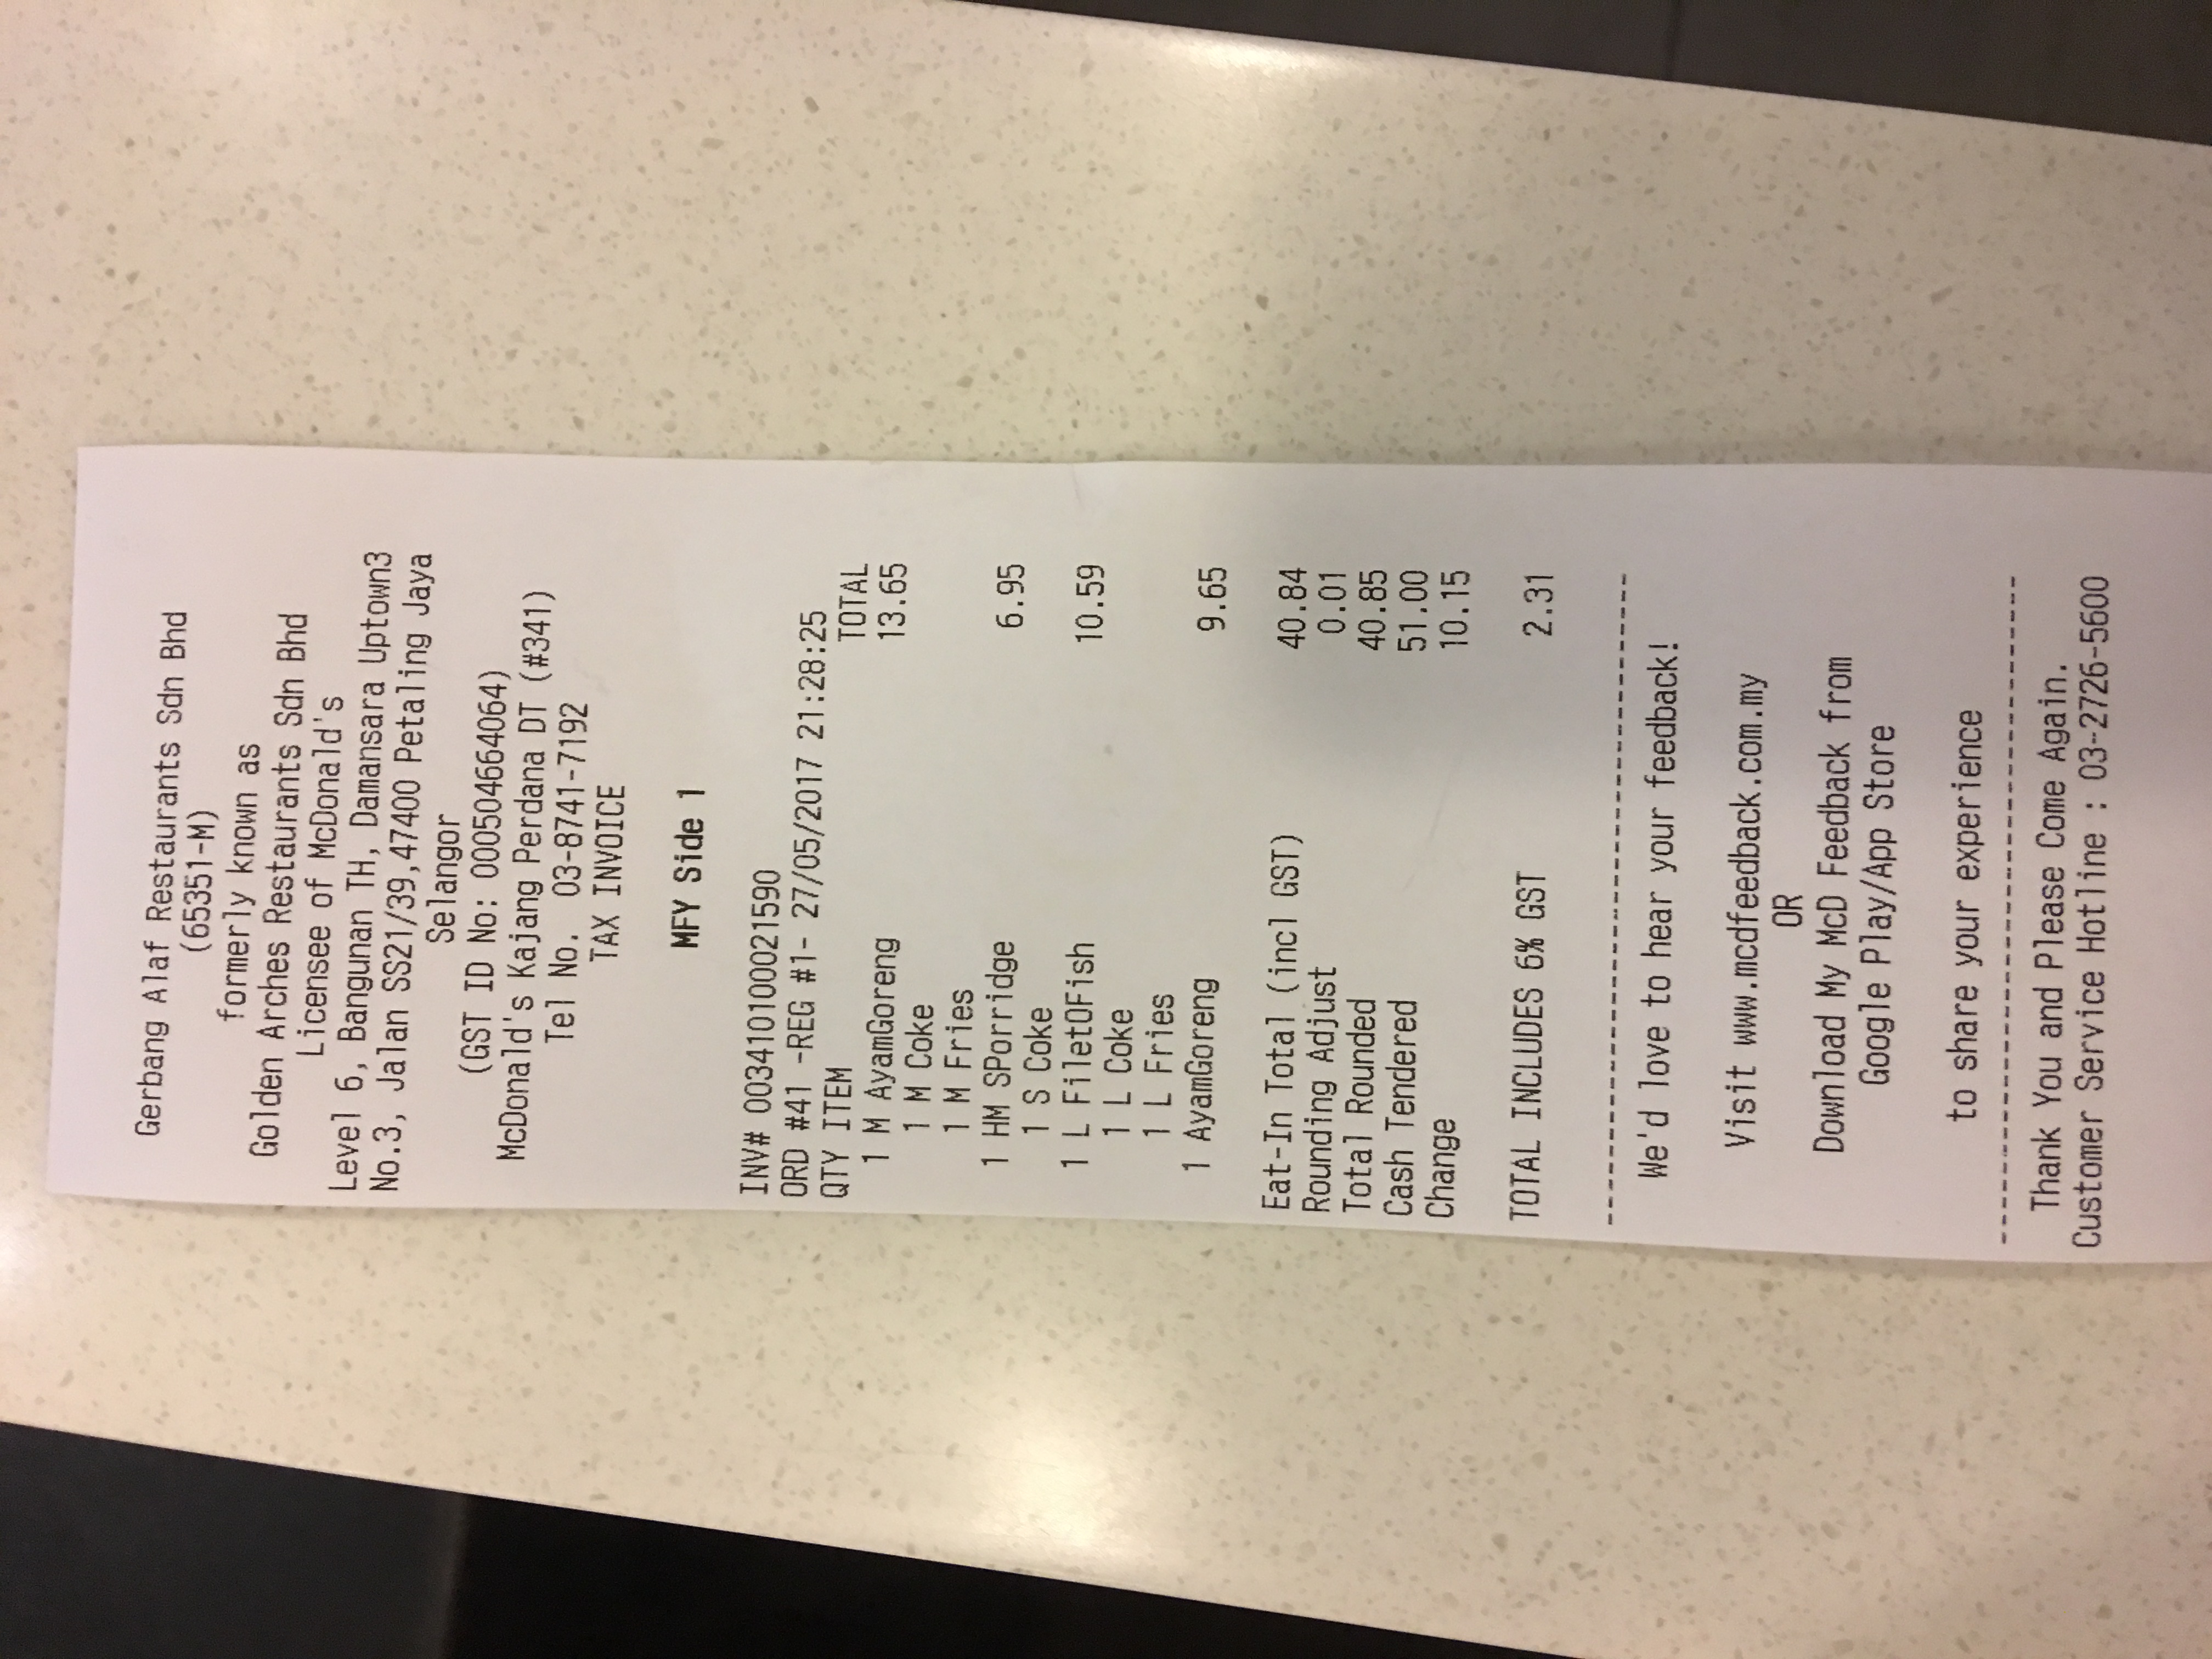 Gerbang Alaf Restaurants Sdn Bhd
(65351-M)
formerly known as
Golden Arches Restaurants Sdn Bhd
Licensee of McDonald's
Level 6, Bangunan TH, Damansara Uptown3
No.3, Jalan SS21/39,47400 Petaling Jaya
Selangor
(GST ID No: 000504664064)
McDonald's Kajang Perdana DT (#341)
Tel No. 03-8741-7192
TAX INVOICE
MFY Side 1
INV# 003410100021590
ORD #41 -REG #1- 27/05/2017 21:28:25
QTY ITEM TOTAL
1 M AyamGoreng 13.65
1 M Coke
1 M Fries
1 HM SPorridge 6.95
1 S Coke
1 L FiletOFish 10.59
1 L Coke
1 L Fries
1 AyamGoreng 9.65
Eat-In Total (incl GST) 40.84
Rounding Adjust 0.01
Total Rounded 40.85
Cash Tendered 51.00
Change 10.15
TOTAL INCLUDES 6% GST 2.31
---------------------------------------
We'd love to hear your feedback!
Visit www.mcdfeedback.com.my
OR
Download My McD Feedback from
Google Play/App Store
to share your experience
---------------------------------------
Thank You and Please Come Again.
Customer Service Hotline : 03-2726-5600